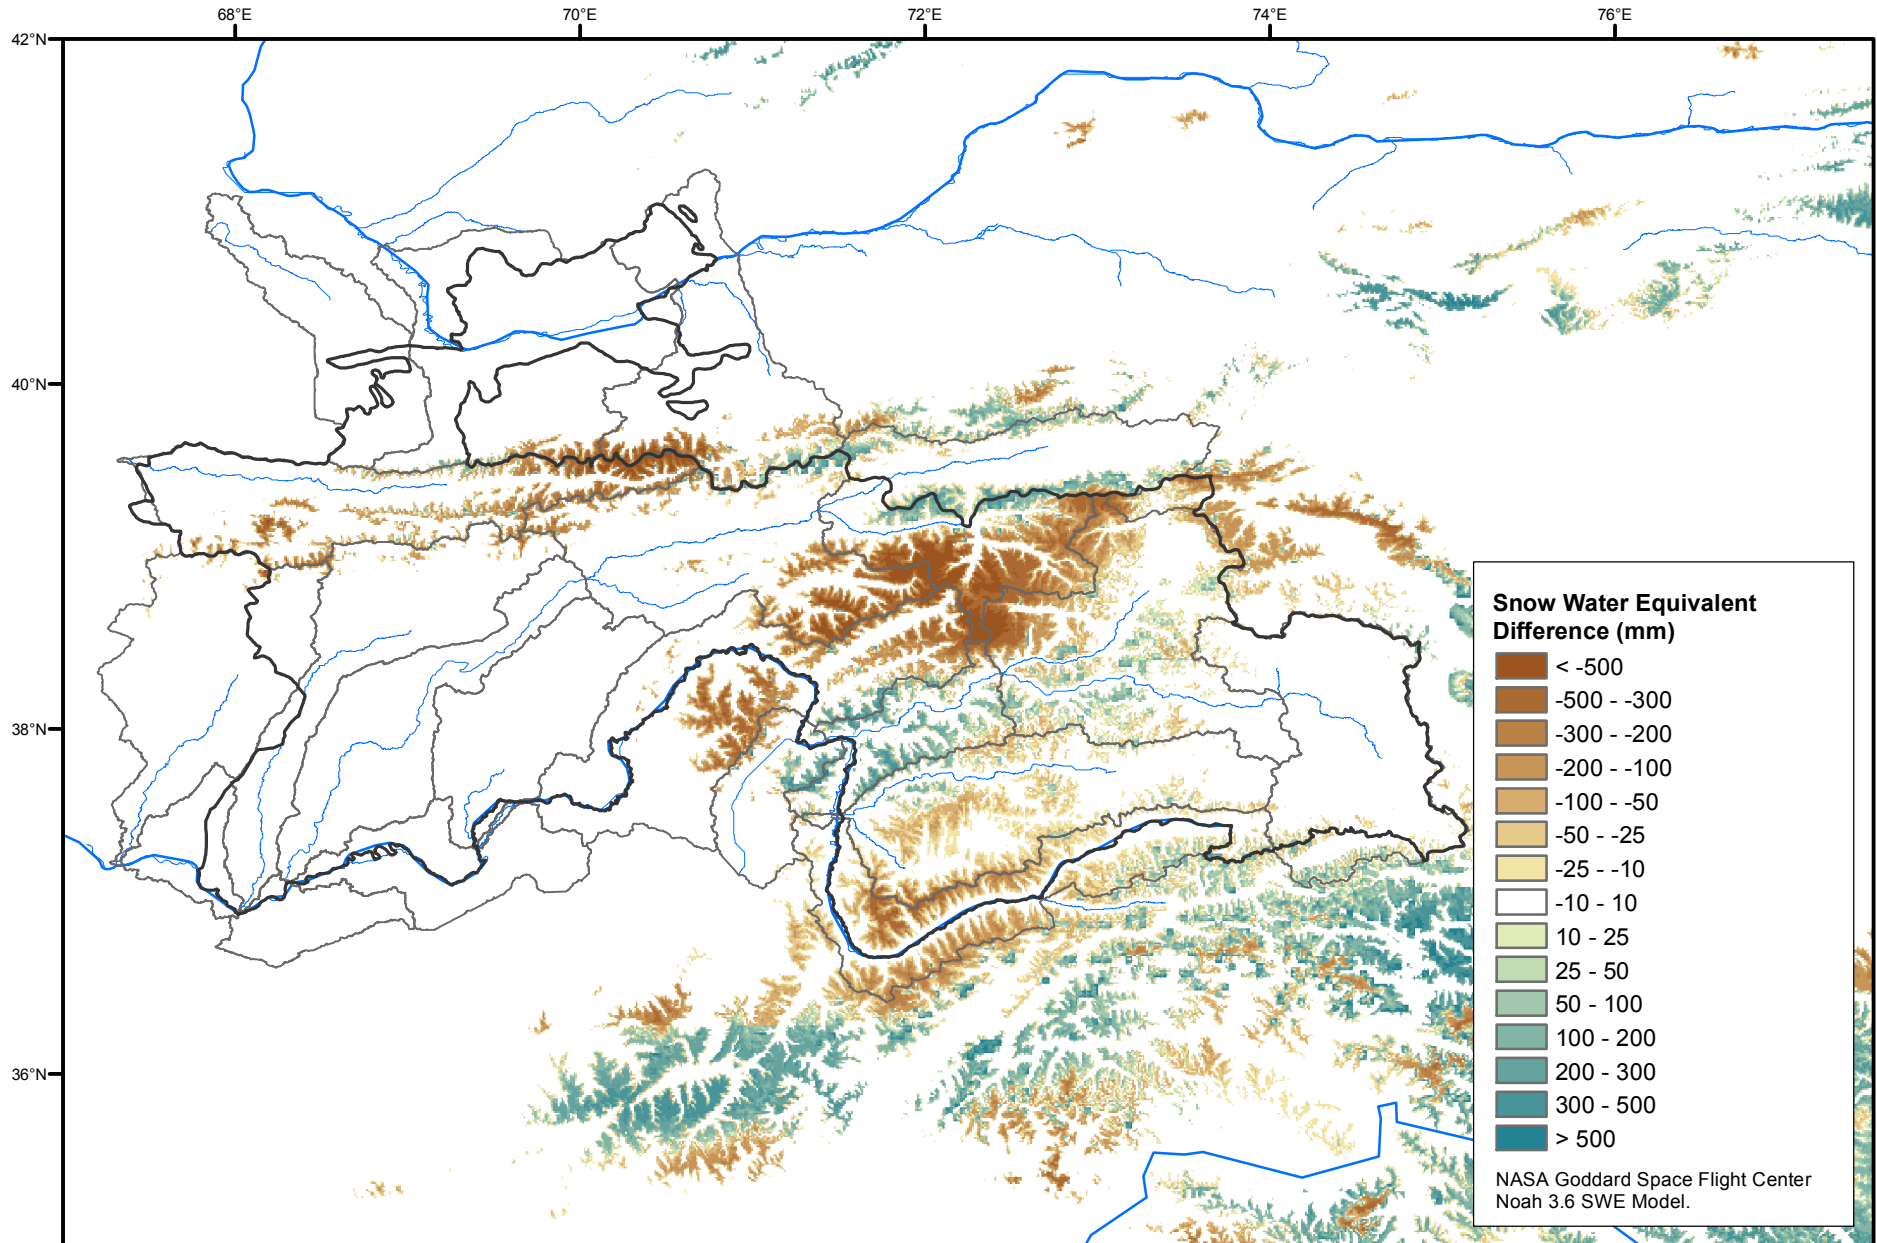 68°E
70°E
72°E
74°E
76°E
42°N
40°N
38°N
36°N
Snow Water Equivalent
Difference (mm)
< -500
-500 - -300
-300 - -200
-200 - -100
-100 - -50
-50 - -25
-25 - -10
-10 - 10
10 - 25
25 - 50
50 - 100
100 - 200
200 - 300
300 - 500
> 500
NASA Goddard Space Flight Center
Noah 3.6 SWE Model.